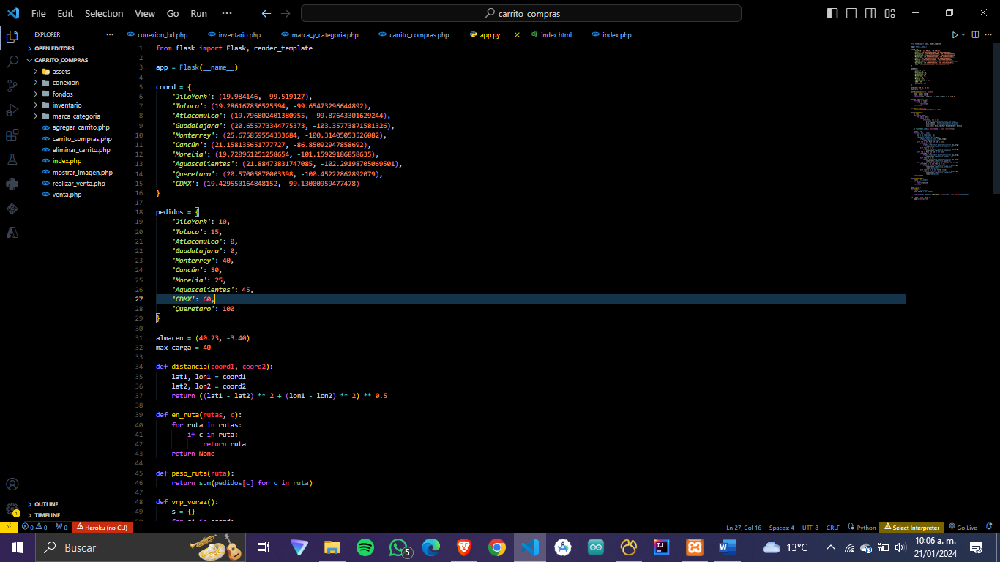 File Edit Selection View Go Run ··· carrito_compras
EXPLORER ···
conexion_bd.php inventario.php marca_y_categoria.php carrito_compras.php app.py index.html index.php
OPEN EDITORS
CARRITO_COMPRAS
assets
conexion
fondos
inventario
marca_categoria
agregar_carrito.php
carrito_compras.php
eliminar_carrito.php
index.php
mostrar_imagen.php
realizar_venta.php
venta.php
OUTLINE
TIMELINE
1 from flask import Flask, render_template
2
3 app = Flask(__name__)
4
5 coord = {
6 'JiloYork': (19.984146, -99.519127),
7 'Toluca': (19.286167856525594, -99.65473296644892),
8 'Atlacomulco': (19.796802401380955, -99.87643301629244),
9 'Guadalajara': (20.655773344775373, -103.35773871581326),
10 'Monterrey': (25.675859554333684, -100.31405053526082),
11 'Cancún': (21.158135651777727, -86.85092947858692),
12 'Morelia': (19.720961251258654, -101.15929186858635),
13 'Aguascalientes': (21.88473831747085, -102.29198705069501),
14 'Queretaro': (20.57005870003398, -100.45222862892079),
15 'CDMX': (19.429550164848152, -99.13000959477478)
16 }
17
18 pedidos = {
19 'JiloYork': 10,
20 'Toluca': 15,
21 'Atlacomulco': 0,
22 'Guadalajara': 0,
23 'Monterrey': 40,
24 'Cancún': 50,
25 'Morelia': 25,
26 'Aguascalientes': 45,
27 'CDMX': 60,
28 'Queretaro': 100
29 }
30
31 almacen = (40.23, -3.40)
32 max_carga = 40
33
34 def distancia(coord1, coord2):
35 lat1, lon1 = coord1
36 lat2, lon2 = coord2
37 return ((lat1 - lat2) ** 2 + (lon1 - lon2) ** 2) ** 0.5
38
39 def en_ruta(rutas, c):
40 for ruta in rutas:
41 if c in ruta:
42 return ruta
43 return None
44
45 def peso_ruta(ruta):
46 return sum(pedidos[c] for c in ruta)
47
48 def vrp_voraz():
49 s = {}
0 0 0 Heroku (no CLI) Ln 27, Col 16 Spaces: 4 UTF-8 CRLF Python Select Interpreter Go Live
Buscar 5 13°C 10:06 a. m.
21/01/2024